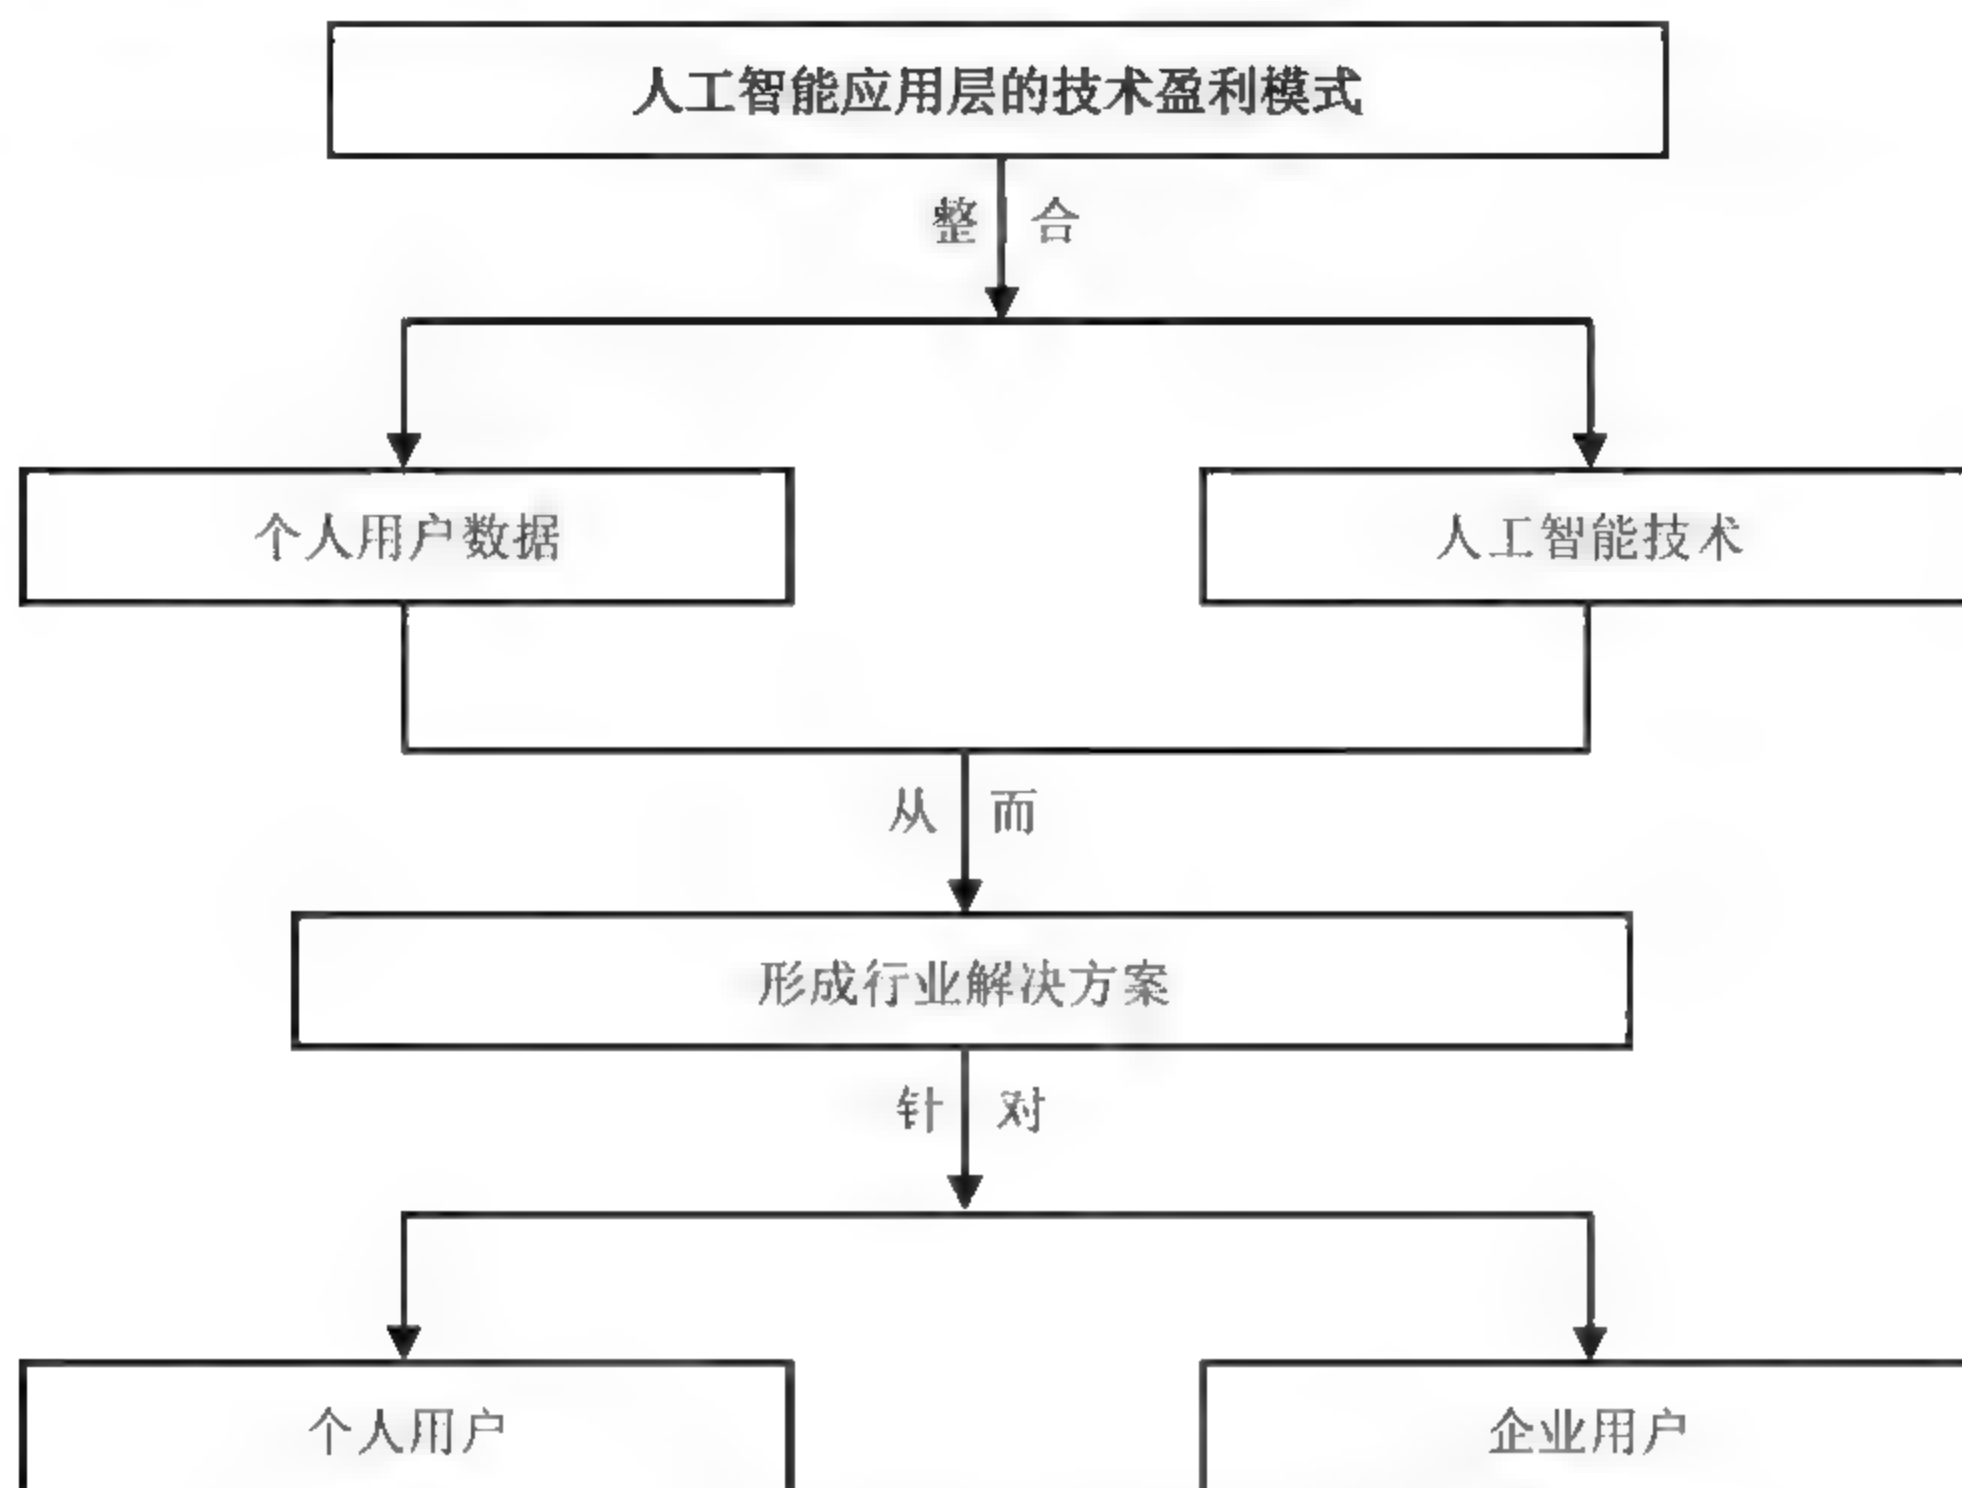 人工智能应用层的技术盈利模式
整 合
个人用户数据
人工智能技术
从 而
形成行业解决方案
针 对
个人用户
企业用户